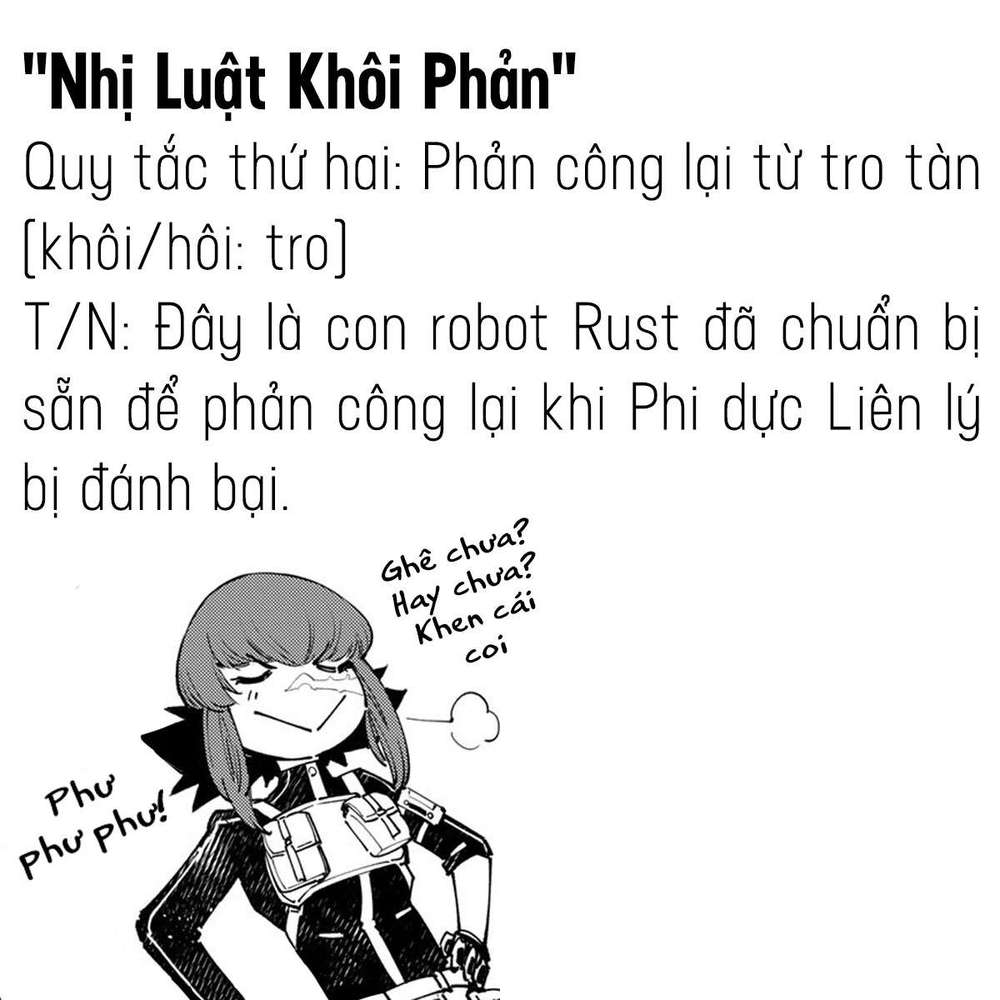 "Nhị Luật Khôi Phản"
Quy tắc thứ hai: Phản công lại từ tro tàn
[khôi/hôi: tro]
T/N: Đây là con robot Rust đã chuẩn bị
sẵn để phản công lại khi Phi dực Liên lý
bị đánh bại.
Ghê chưa?
Hay chưa?
Khen cái
coi
Phư
phư phư!